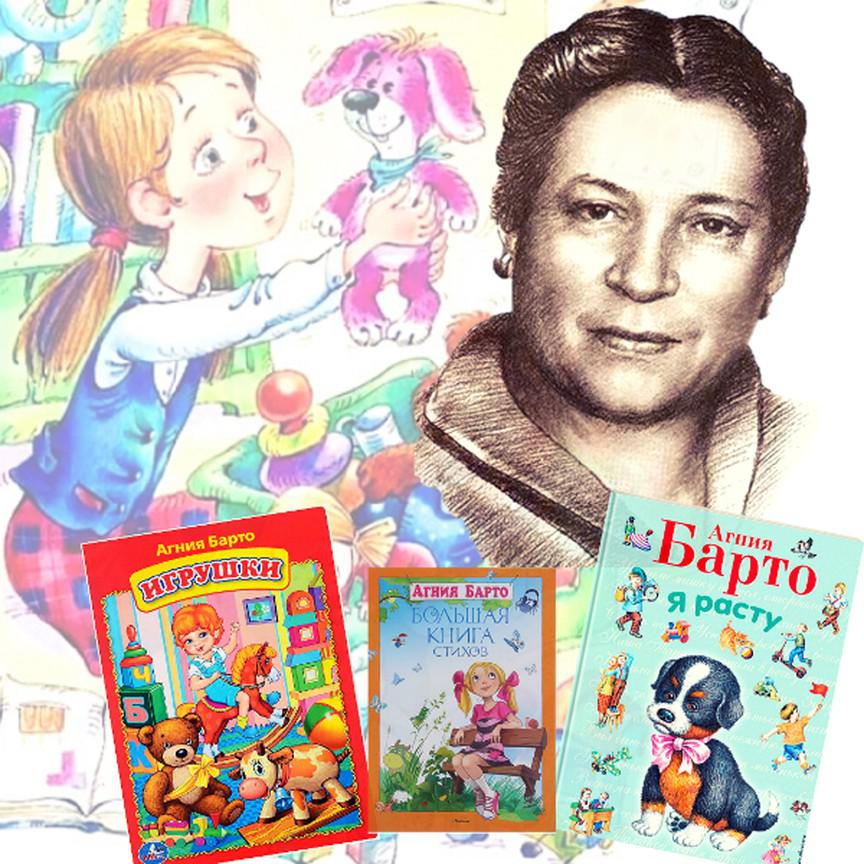 Агния Барто
ИГРУШКИ
Б
Ч
К
АГНИЯ БАРТО
БОЛЬШАЯ
КНИГА
СТИХОВ
Агния
Барто
Я расту